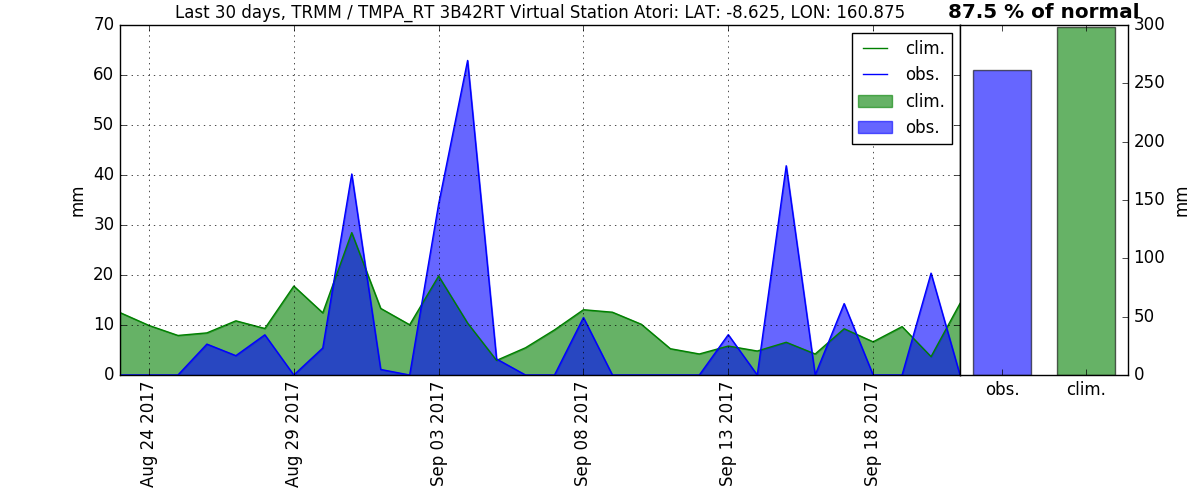 Last 30 days, TRMM / TMPA_RT 3B42RT Virtual Station Atori: LAT: -8.625, LON: 160.875
87.5 % of normal
70
60
50
40
30
20
10
0
mm
clim.
obs.
clim.
obs.
Aug 24 2017
Aug 29 2017
Sep 03 2017
Sep 08 2017
Sep 13 2017
Sep 18 2017
300
250
200
150
100
50
0
mm
obs.
clim.